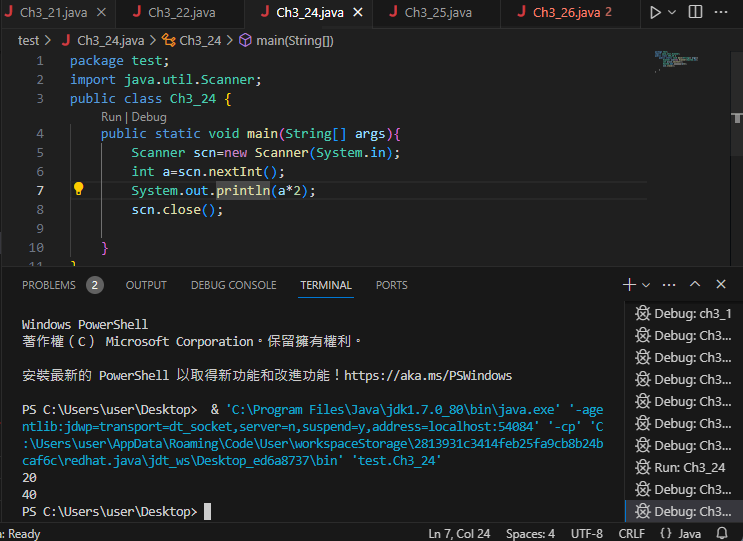 Ch3_21.java
Ch3_22.java
Ch3_24.java
Ch3_25.java
Ch3_26.java 2
test > Ch3_24.java > Ch3_24 > main(String[])
1 package test;
2 import java.util.Scanner;
3 public class Ch3_24 {
Run | Debug
4 public static void main(String[] args){
5 Scanner scn=new Scanner(System.in);
6 int a=scn.nextInt();
7 System.out.println(a*2);
8 scn.close();
9
10 }
11 }
PROBLEMS 2 OUTPUT DEBUG CONSOLE TERMINAL PORTS
Windows PowerShell
著作權(C) Microsoft Corporation。保留擁有權利。
安裝最新的 PowerShell 以取得新功能和改進功能!https://aka.ms/PSWindows
PS C:\Users\user\Desktop>  & 'C:\Program Files\Java\jdk1.7.0_80\bin\java.exe' '-age
ntlib:jdwp=transport=dt_socket,server=n,suspend=y,address=localhost:54084' '-cp' 'C
:\Users\user\AppData\Roaming\Code\User\workspaceStorage\2813931c3414feb25fa9cb8b24b
caf6c\redhat.java\jdt_ws\Desktop_ed6a8737\bin' 'test.Ch3_24'
20
40
PS C:\Users\user\Desktop>
Debug: ch3_1
Debug: Ch3...
Debug: Ch3...
Debug: Ch3...
Debug: Ch3...
Debug: Ch3...
Debug: Ch3...
Run: Ch3_24
Debug: Ch3...
Debug: Ch3...
: Ready
Ln 7, Col 24 Spaces: 4 UTF-8 CRLF {} Java